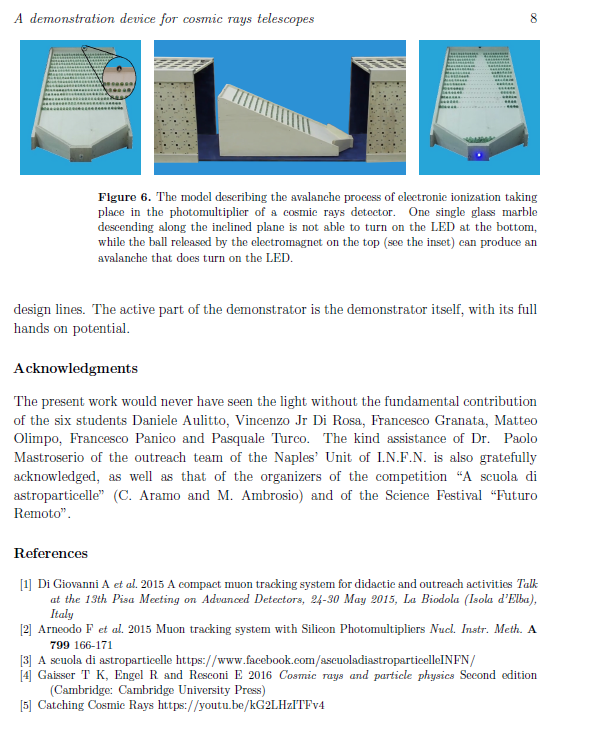 A demonstration device for cosmic rays telescopes 8
Figure 6. The model describing the avalanche process of electronic ionization taking
place in the photomultiplier of a cosmic rays detector. One single glass marble
descending along the inclined plane is not able to turn on the LED at the bottom,
while the ball released by the electromagnet on the top (see the inset) can produce an
avalanche that does turn on the LED.
design lines. The active part of the demonstrator is the demonstrator itself, with its full
hands on potential.
Acknowledgments
The present work would never have seen the light without the fundamental contribution
of the six students Daniele Aulitto, Vincenzo Jr Di Rosa, Francesco Granata, Matteo
Olimpo, Francesco Panico and Pasquale Turco. The kind assistance of Dr. Paolo
Mastroserio of the outreach team of the Naples' Unit of I.N.F.N. is also gratefully
acknowledged, as well as that of the organizers of the competition “A scuola di
astroparticelle” (C. Aramo and M. Ambrosio) and of the Science Festival “Futuro
Remoto”.
References
[1] Di Giovanni A et al. 2015 A compact muon tracking system for didactic and outreach activities Talk
at the 13th Pisa Meeting on Advanced Detectors, 24-30 May 2015, La Biodola (Isola d'Elba),
Italy
[2] Arneodo F et al. 2015 Muon tracking system with Silicon Photomultipliers Nucl. Instr. Meth. A
799 166-171
[3] A scuola di astroparticelle https://www.facebook.com/ascuoladiastroparticelleINFN/
[4] Gaisser T K, Engel R and Resconi E 2016 Cosmic rays and particle physics Second edition
(Cambridge: Cambridge University Press)
[5] Catching Cosmic Rays https://youtu.be/kG2LHzITFv4